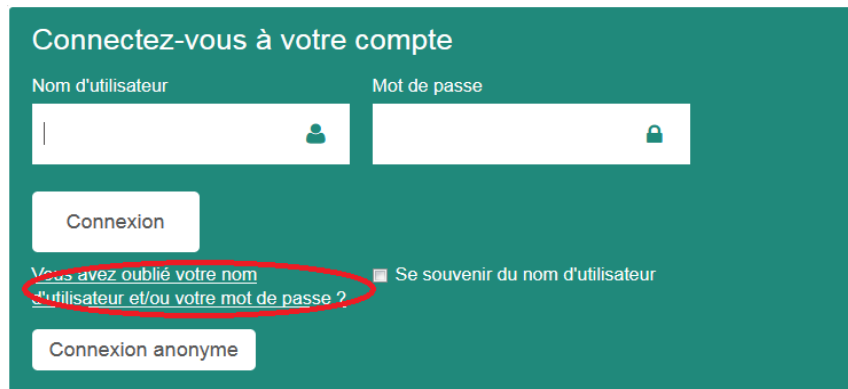 Connectez-vous à votre compte
Nom d'utilisateur
Mot de passe
Connexion
Vous avez oublié votre nom
d'utilisateur et/ou votre mot de passe ?
Se souvenir du nom d'utilisateur
Connexion anonyme